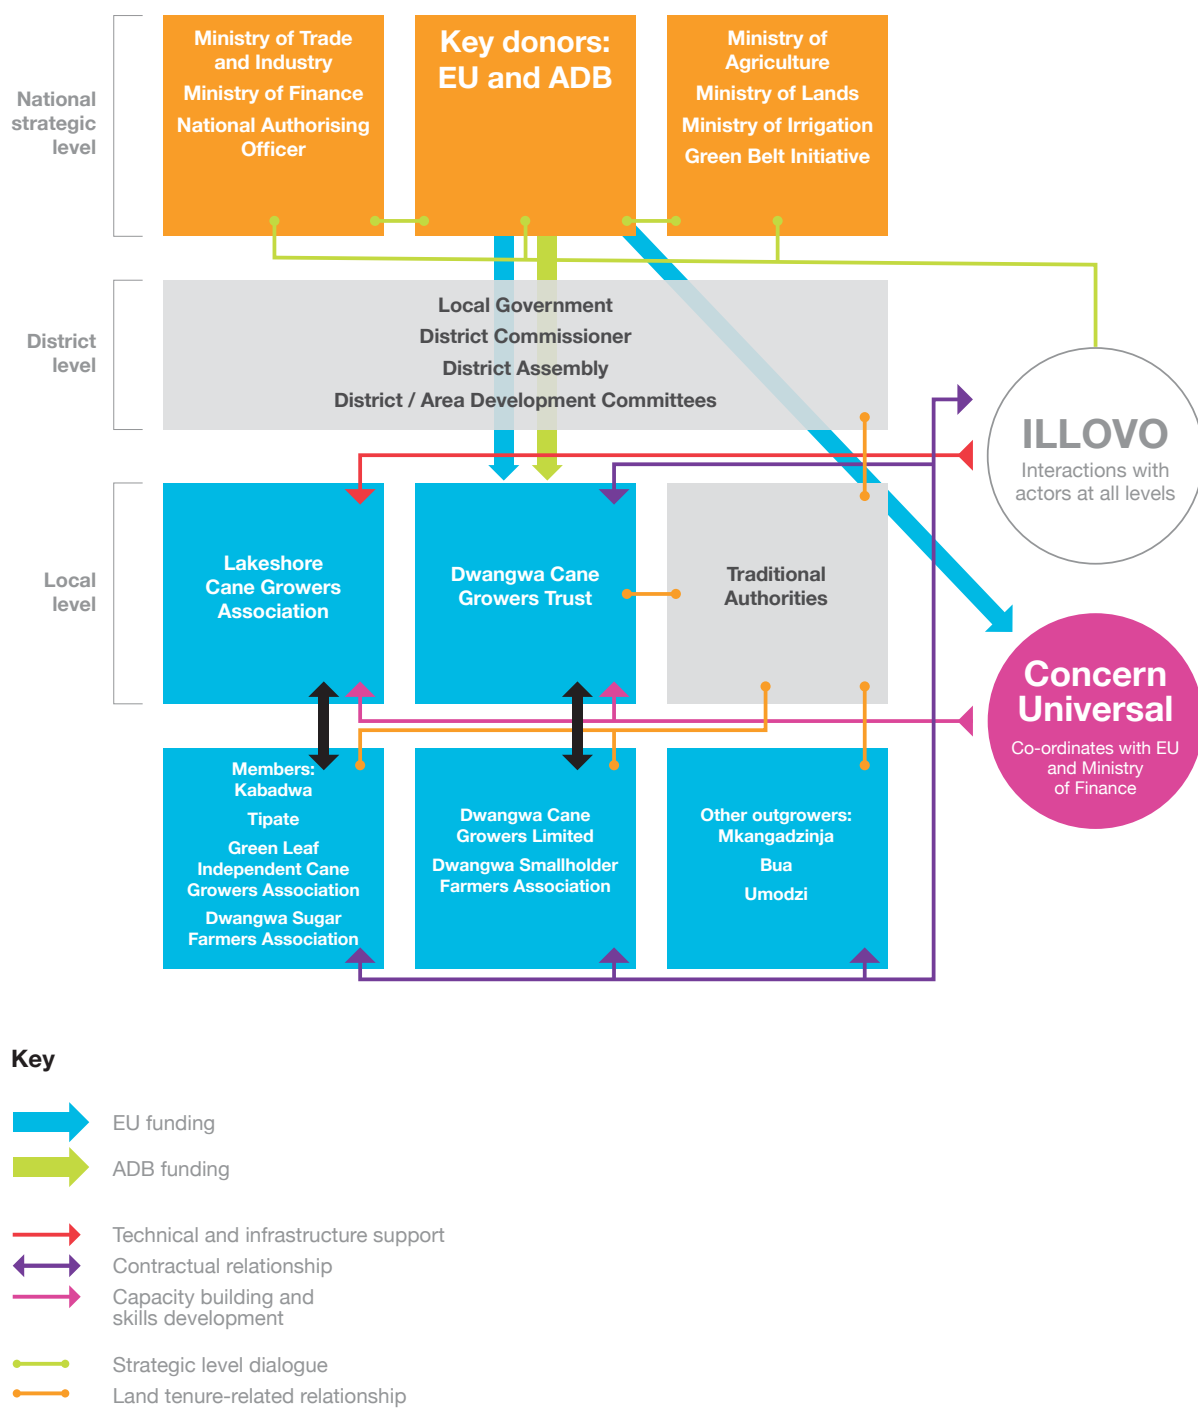 National
strategic
level
Ministry of Trade
and Industry
Ministry of Finance
National Authorising
Officer
Key donors:
EU and ADB
Ministry of
Agriculture
Ministry of Lands
Ministry of Irrigation
Green Belt Initiative
District
level
Local Government
District Commissioner
District Assembly
District / Area Development Committees
ILLOVO
Interactions with
actors at all levels
Local
level
Lakeshore
Cane Growers
Association
Dwangwa Cane
Growers Trust
Traditional
Authorities
Concern
Universal
Co-ordinates with EU
and Ministry
of Finance
Members:
Kabadwa
Tipate
Green Leaf
Independent Cane
Growers Association
Dwangwa Sugar
Farmers Association
Dwangwa Cane
Growers Limited
Dwangwa Smallholder
Farmers Association
Other outgrowers:
Mkangadzinja
Bua
Umodzi
Key
EU funding
ADB funding
Technical and infrastructure support
Contractual relationship
Capacity building and
skills development
Strategic level dialogue
Land tenure-related relationship